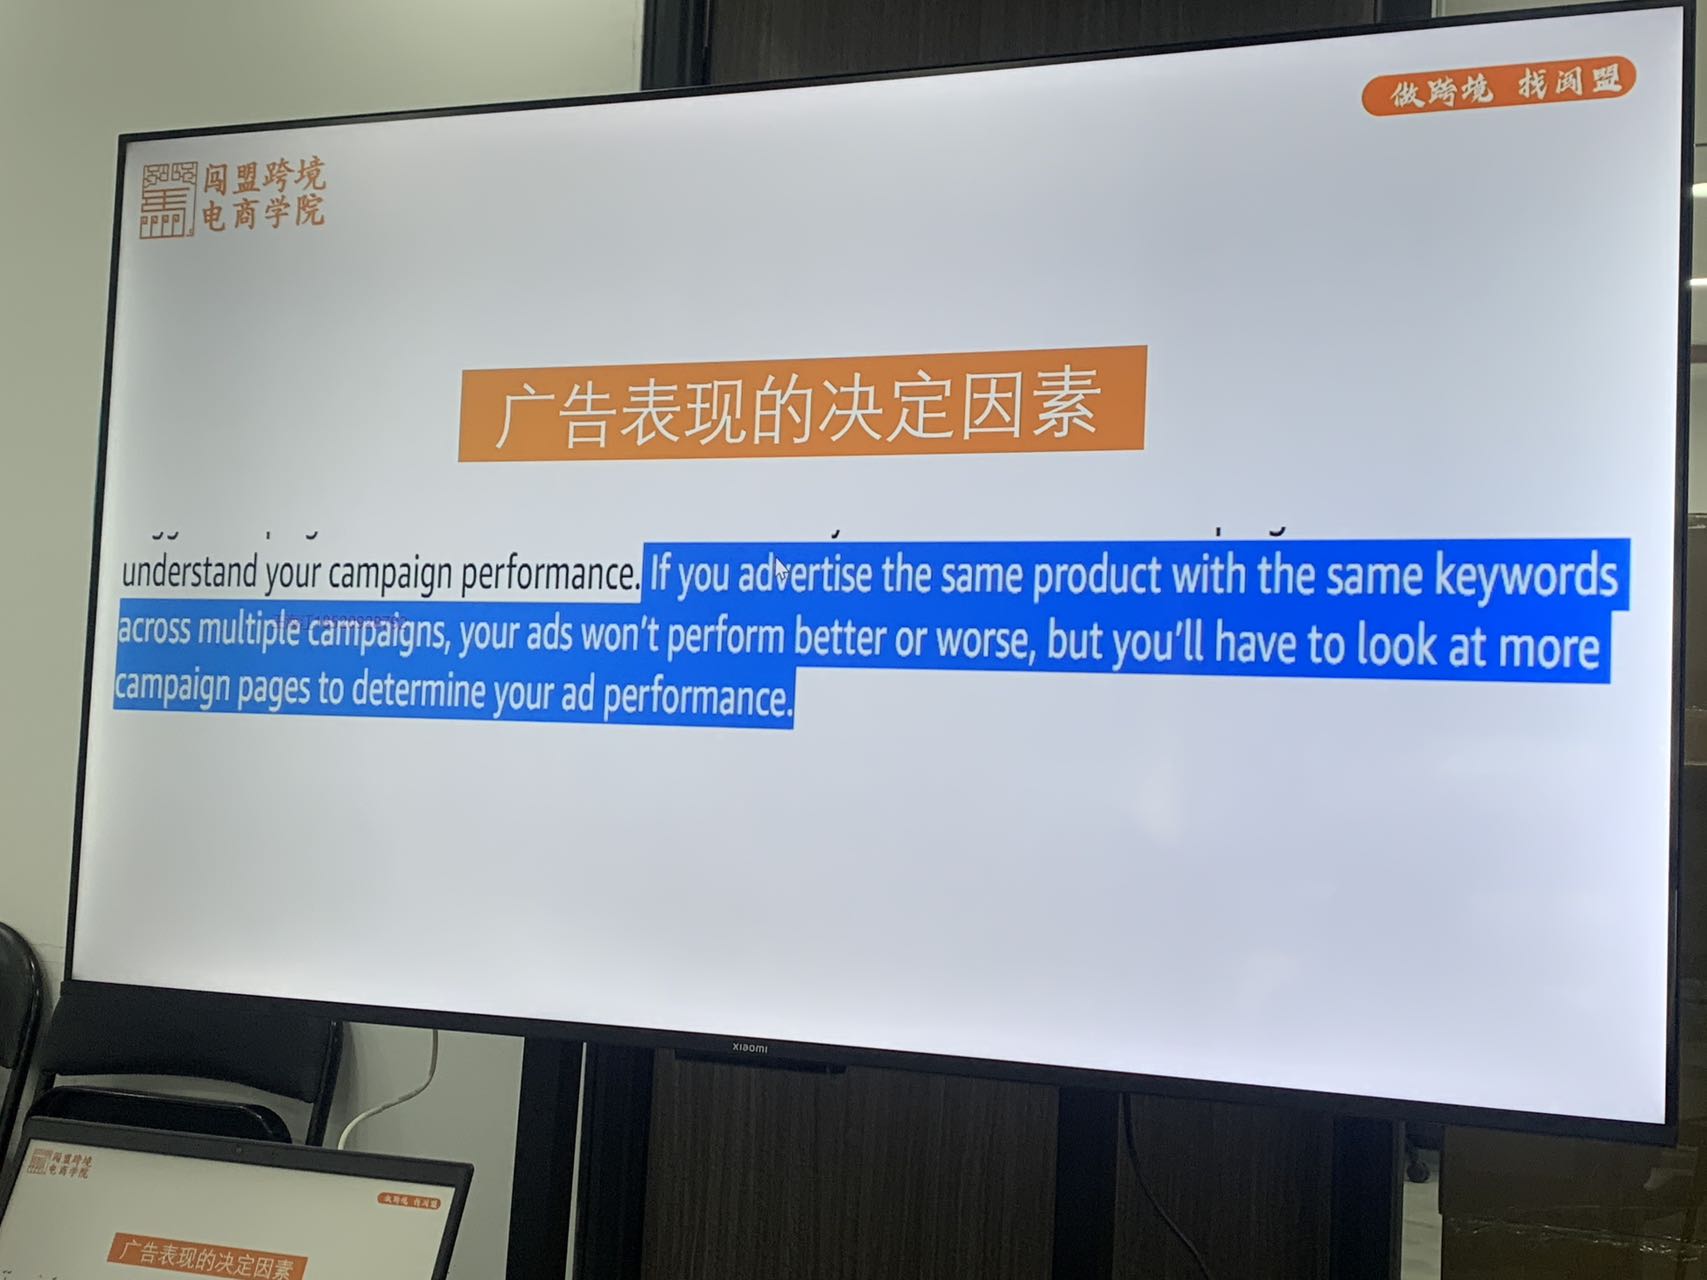 做跨境 找闯盟
闯盟跨境
电商学院
广告表现的决定因素
understand your campaign performance. If you advertise the same product with the same keywords
across multiple campaigns, your ads won't perform better or worse, but you'll have to look at more
campaign pages to determine your ad performance.
xiaomi
闯盟跨境
电商学院
做跨境 找闯盟
广告表现的决定因素